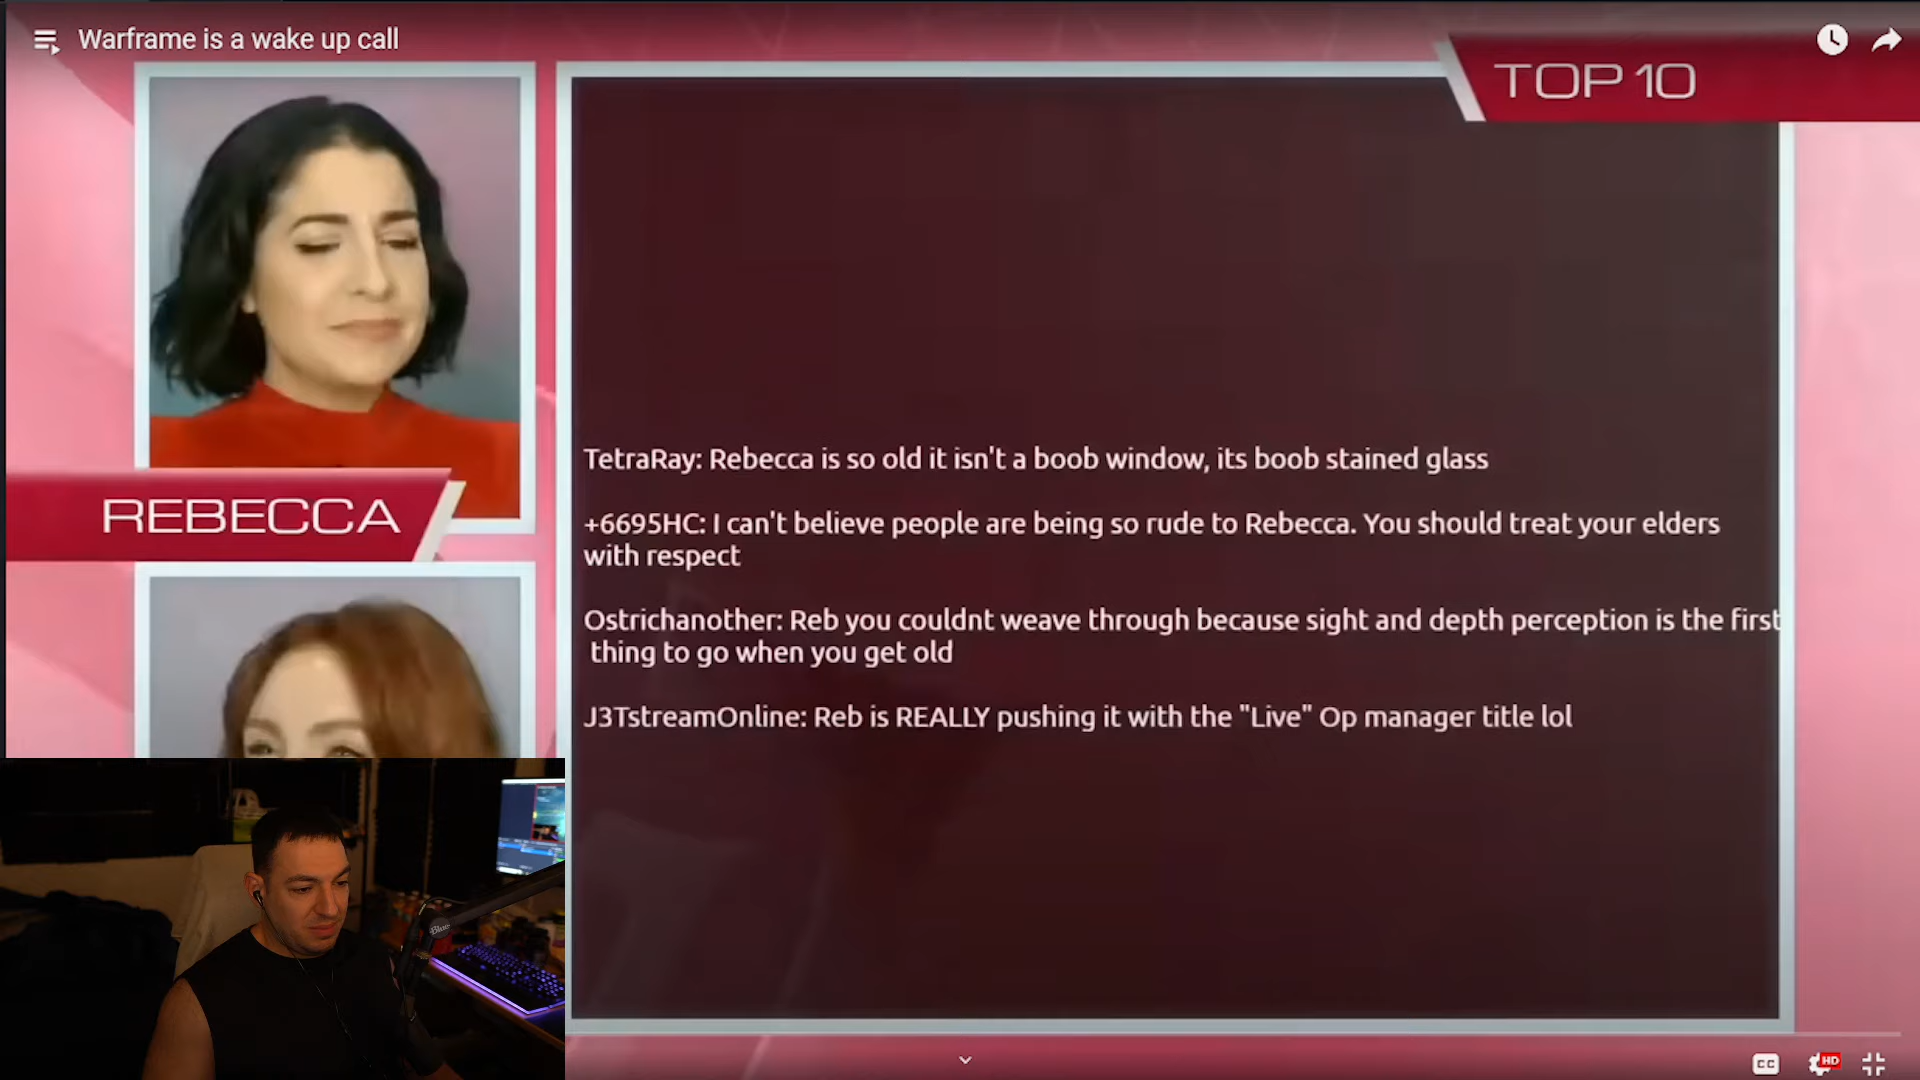 Warframe is a wake up call
TOP 10
TetraRay: Rebecca is so old it isn't a boob window, its boob stained glass
REBECCA
+6695HC: I can't believe people are being so rude to Rebecca. You should treat your elders
with respect
Ostrichanother: Reb you couldnt weave through because sight and depth perception is the first
thing to go when you get old
J3TstreamOnline: Reb is REALLY pushing it with the "Live" Op manager title lol
Blue
CC
HD